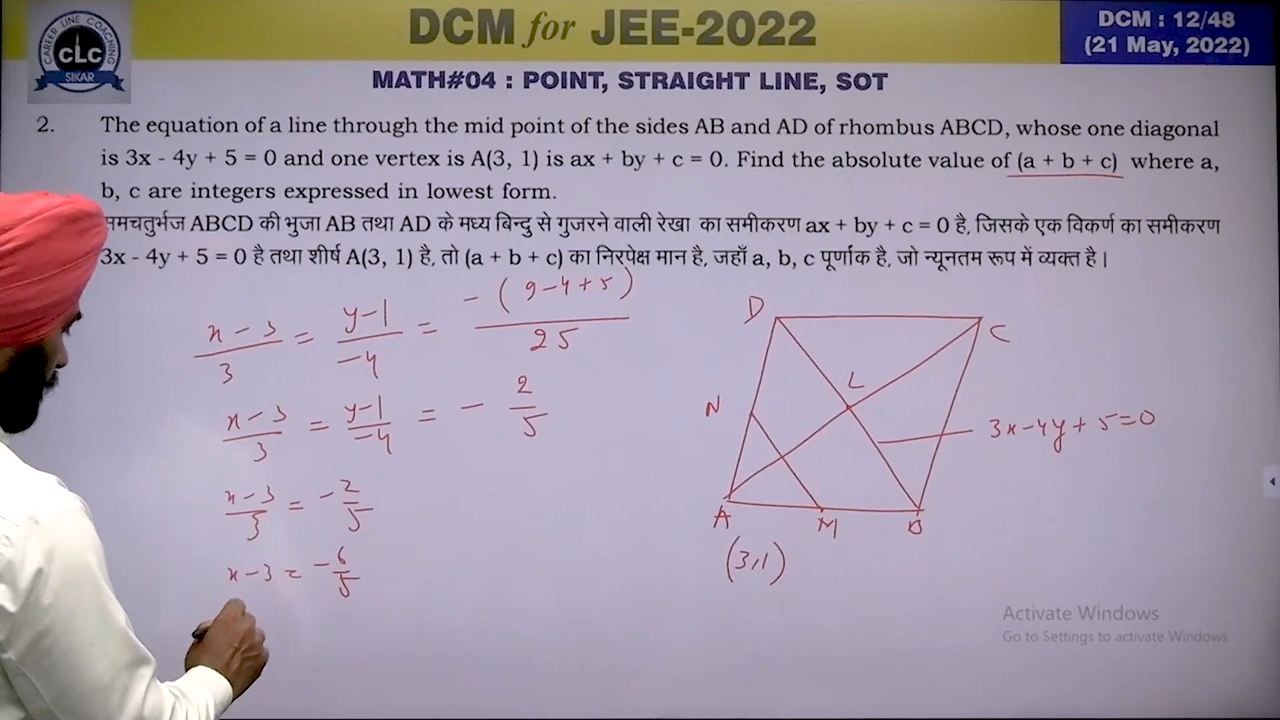 CAREER LINE COACHING
CLC
SIKAR
DCM for JEE-2022
DCM : 12/48
(21 May, 2022)
MATH#04 : POINT, STRAIGHT LINE, SOT
2. The equation of a line through the mid point of the sides AB and AD of rhombus ABCD, whose one diagonal
is 3x - 4y + 5 = 0 and one vertex is A(3, 1) is ax + by + c = 0. Find the absolute value of (a + b + c) where a,
b, c are integers expressed in lowest form.
समचतुर्भुज ABCD की भुजा AB तथा AD के मध्य बिन्दु से गुजरने वाली रेखा का समीकरण ax + by + c = 0 है, जिसके एक विकर्ण का समीकरण
3x - 4y + 5 = 0 है तथा शीर्ष A(3, 1) है, तो (a + b + c) का निरपेक्ष मान है, जहाँ a, b, c पूर्णाक है, जो न्यूनतम रूप में व्यक्त है।
x-3/3 = y-1/-4 = -(9-4+5)/25
x-3/3 = y-1/-4 = -2/5
x-3/3 = -2/5
x-3 = -6/5
D
C
L
N
3x-4y+5=0
A
M
B
(3,1)
Activate Windows
Go to Settings to activate Windows.